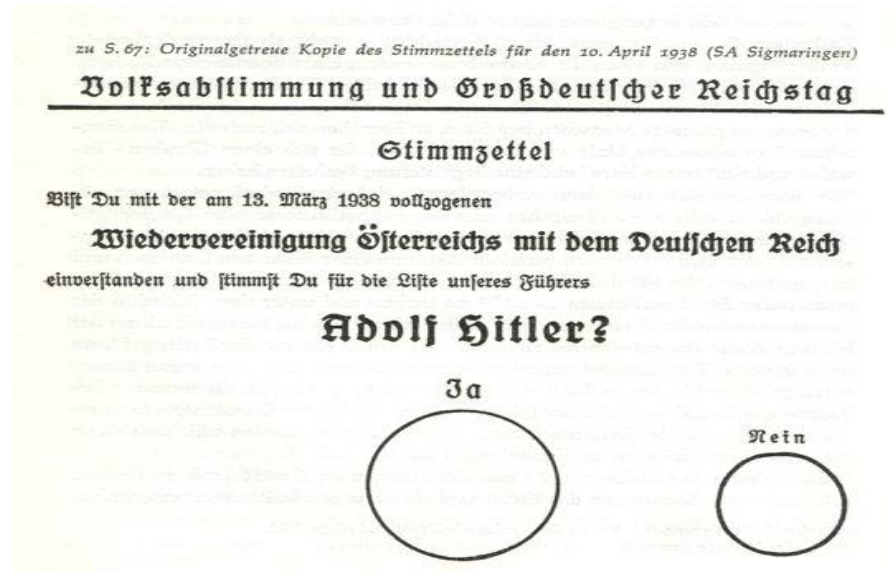 zu S. 67: Originalgetreue Kopie des Stimmzettels für den 10. April 1938 (SA Sigmaringen)
Volksabstimmung und Großdeutscher Reichstag
Stimmzettel
Bist Du mit der am 13. März 1938 vollzogenen
Wiedervereinigung Österreichs mit dem Deutschen Reich
einverstanden und stimmst Du für die Liste unseres Führers
Adolf Hitler?
Ja
Nein